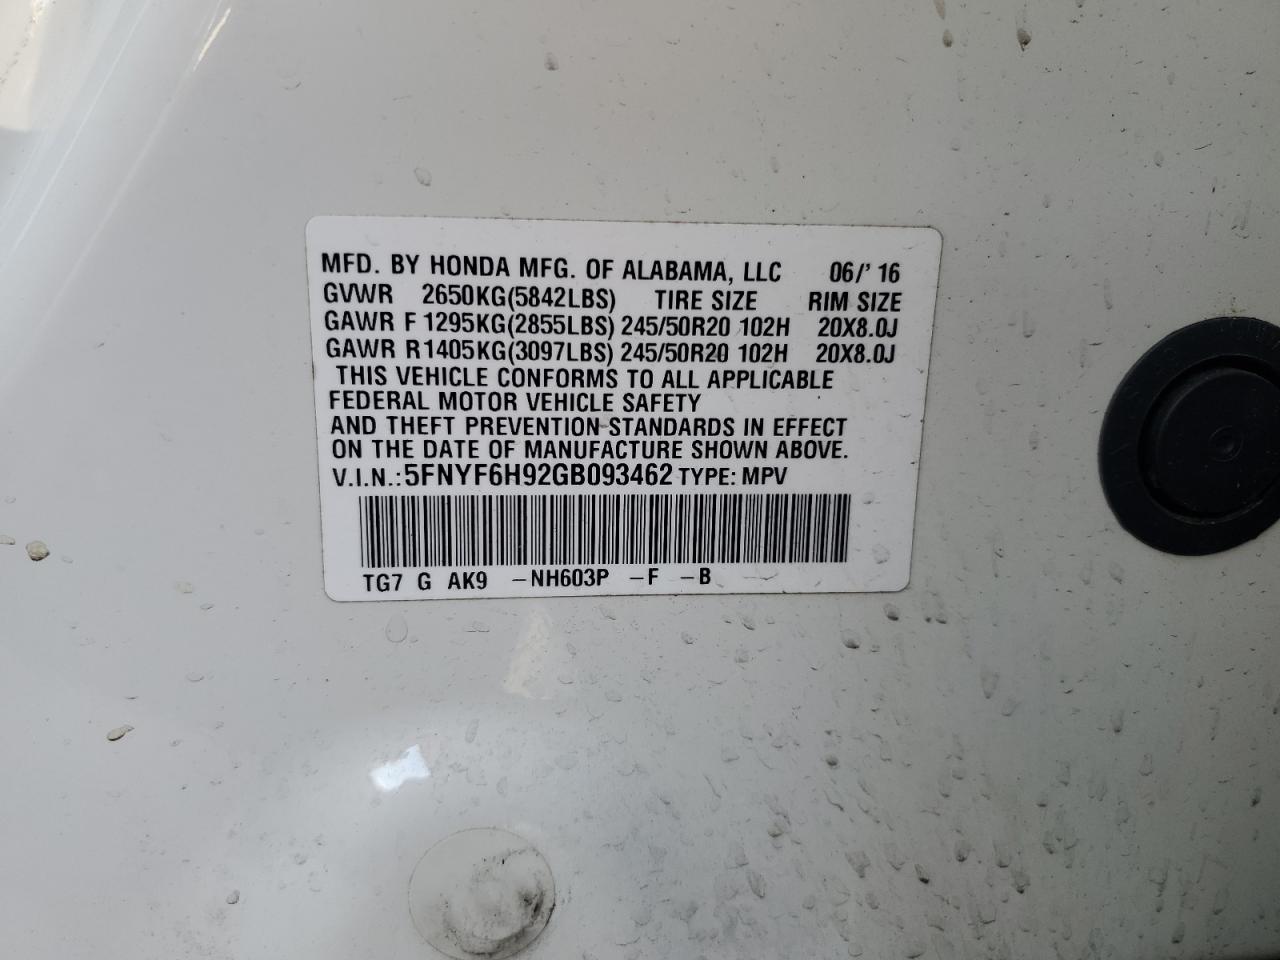 MFD. BY HONDA MFG. OF ALABAMA, LLC 06/' 16
GVWR 2650KG(5842LBS) TIRE SIZE RIM SIZE
GAWR F 1295KG(2855LBS) 245/50R20 102H 20X8.0J
GAWR R1405KG(3097LBS) 245/50R20 102H 20X8.0J
THIS VEHICLE CONFORMS TO ALL APPLICABLE
FEDERAL MOTOR VEHICLE SAFETY
AND THEFT PREVENTION STANDARDS IN EFFECT
ON THE DATE OF MANUFACTURE SHOWN ABOVE.
V.I.N.:5FNYF6H92GB093462 TYPE: MPV
TG7 G AK9 -NH603P -F -B